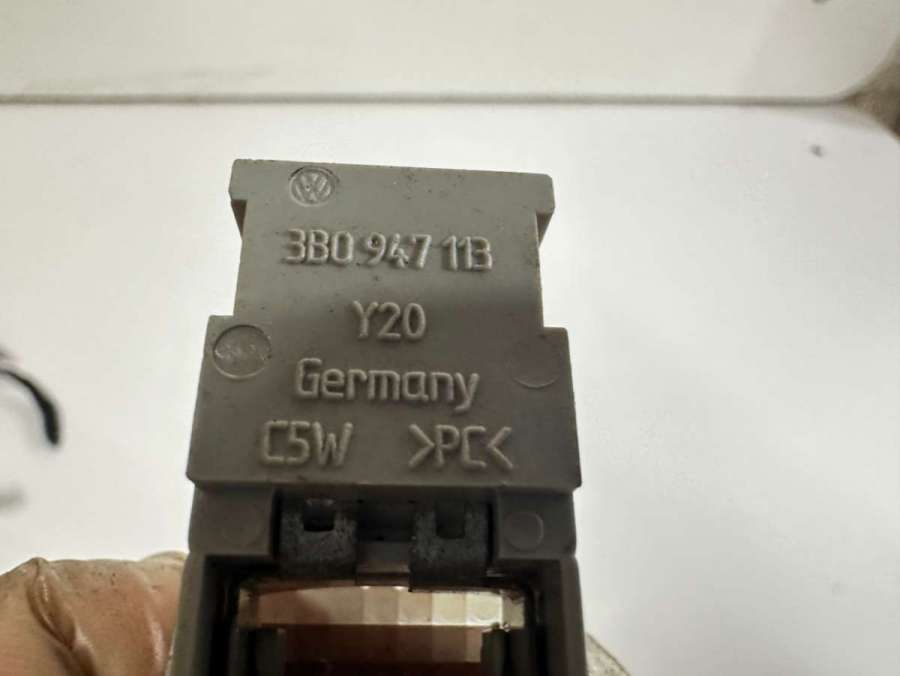 3B0 947 113
Y20
Germany
C5W >PC<